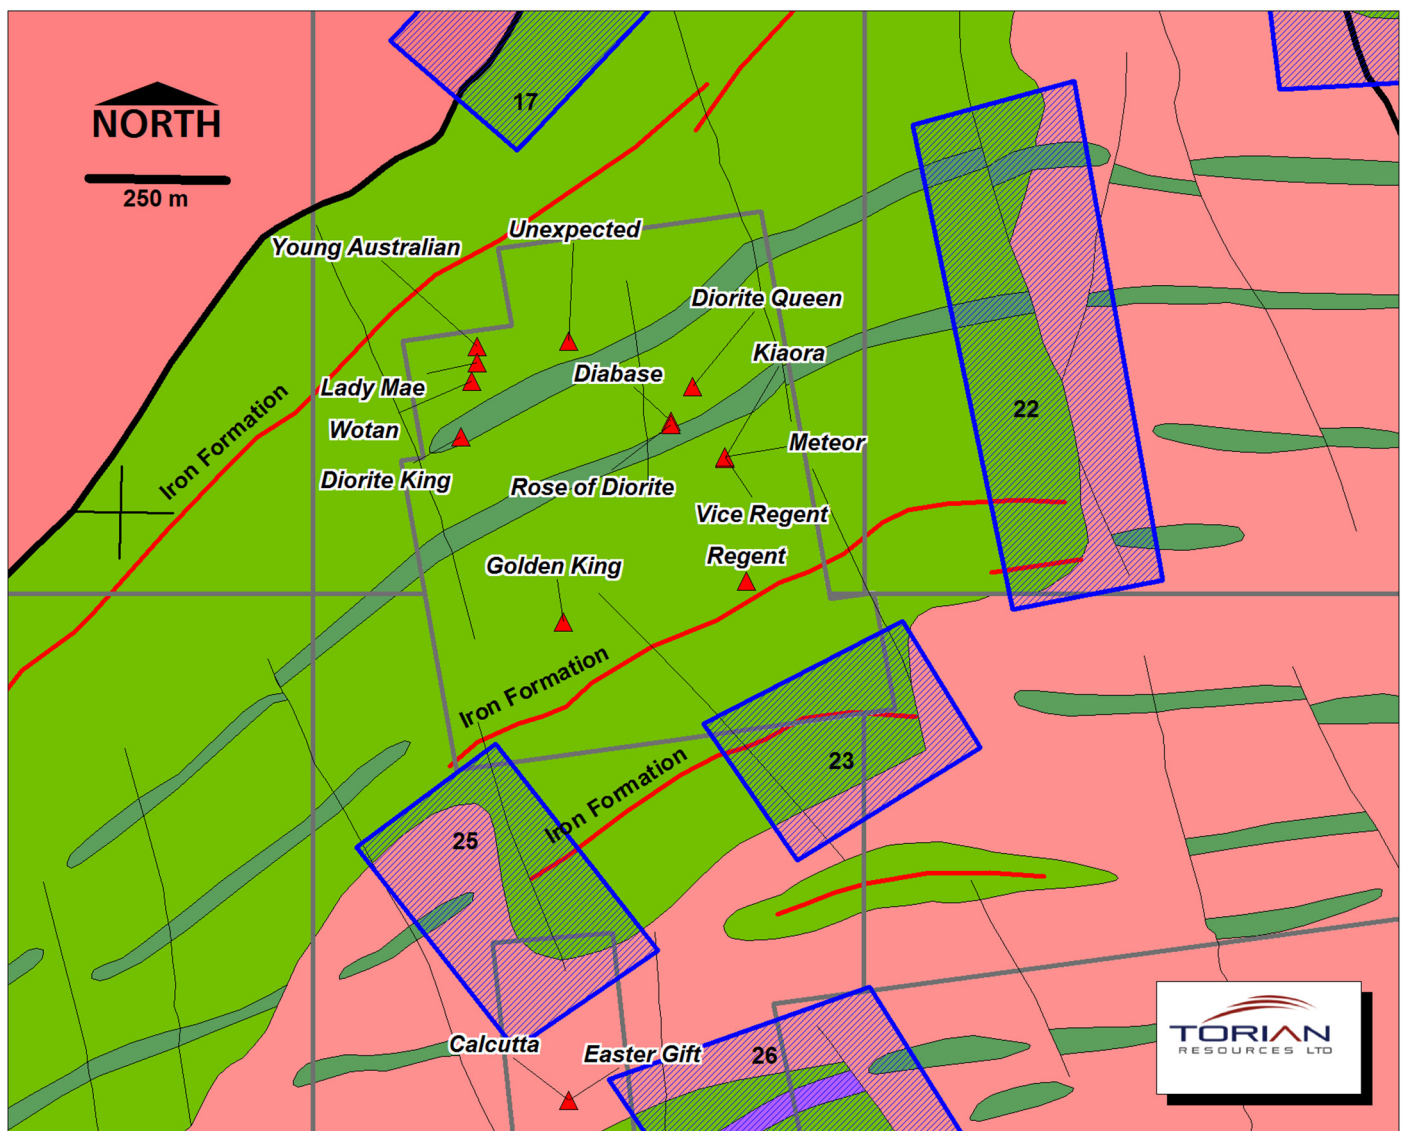 17
NORTH
250 m
Unexpected
Young Australian
Diorite Queen
Kiaora
Diabase
Lady Mae
Iron Formation
22
Wotan
Meteor
Diorite King
Rose of Diorite
Vice Regent
Regent
Golden King
Iron Formation
23
Iron Formation
25
TORIAN
RESOURCES LTD
Calcutta
Easter Gift
26